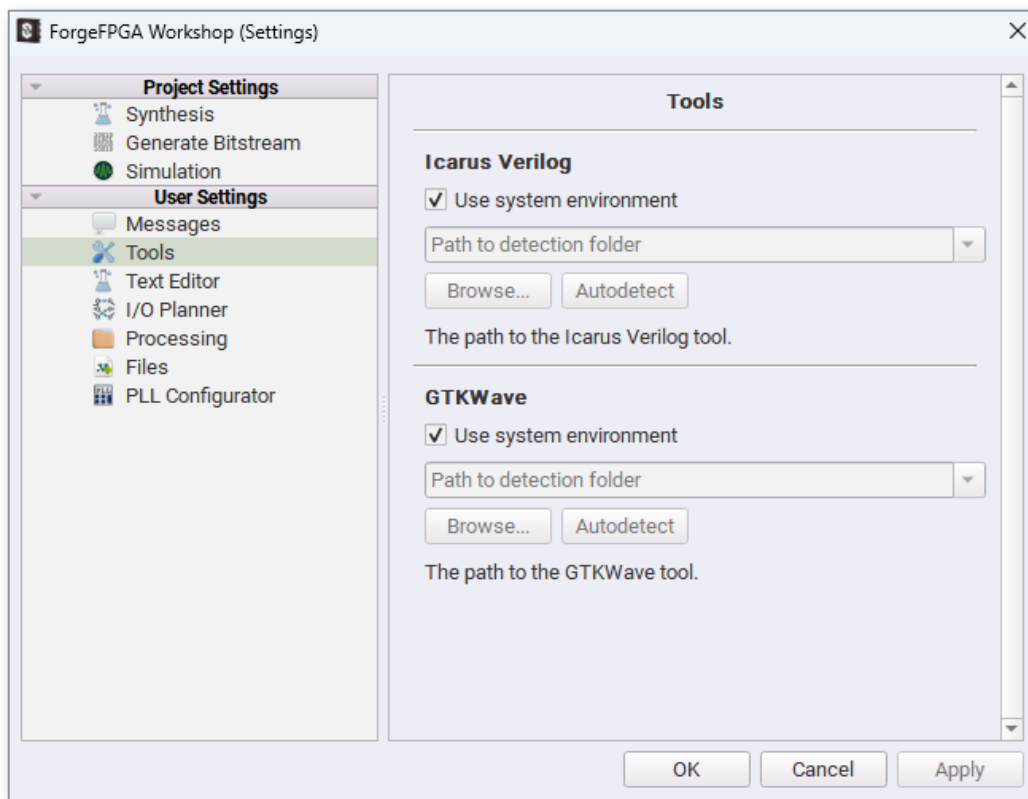 ForgeFPGA Workshop (Settings)
Project Settings
Synthesis
Generate Bitstream
Simulation
User Settings
Messages
Tools
Text Editor
I/O Planner
Processing
Files
PLL Configurator
Tools
Icarus Verilog
Use system environment
Path to detection folder
Browse... Autodetect
The path to the Icarus Verilog tool.
GTKWave
Use system environment
Path to detection folder
Browse... Autodetect
The path to the GTKWave tool.
OK Cancel Apply